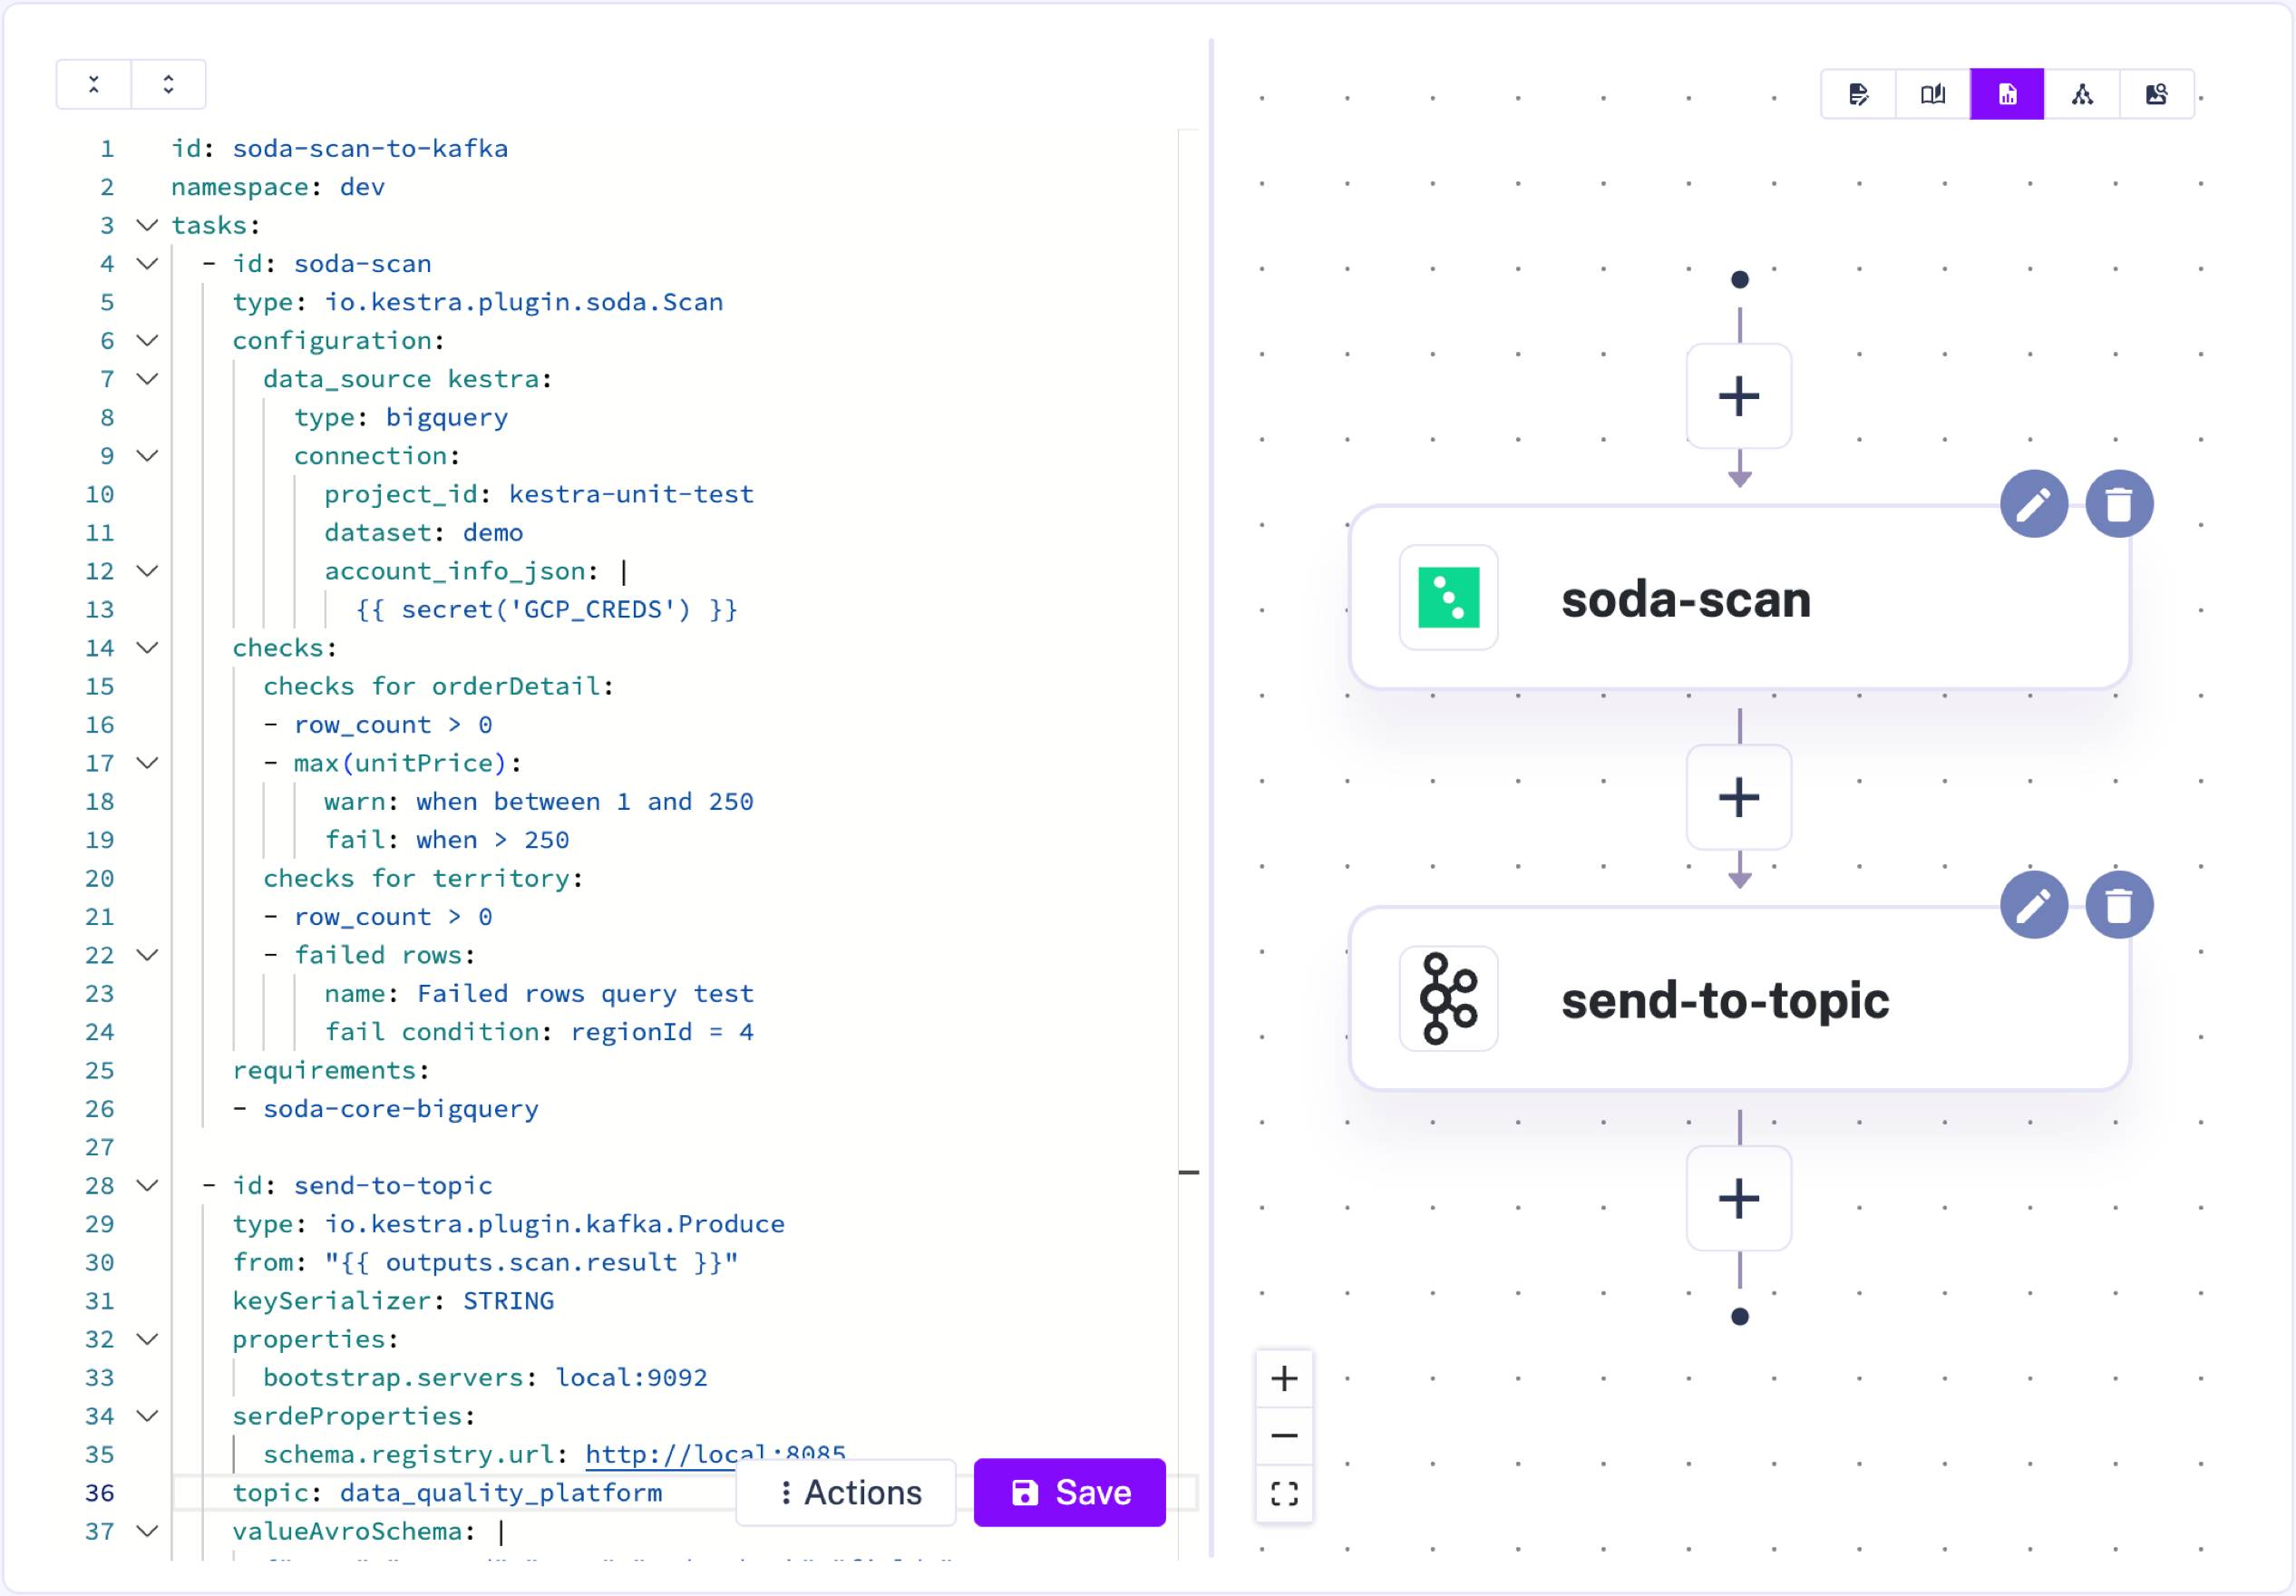 1 id: soda-scan-to-kafka
2 namespace: dev
3 tasks:
4 - id: soda-scan
5 type: io.kestra.plugin.soda.Scan
6 configuration:
7 data_source kestra:
8 type: bigquery
9 connection:
10 project_id: kestra-unit-test
11 dataset: demo
12 account_info_json: |
13 {{ secret('GCP_CREDS') }}
14 checks:
15 checks for orderDetail:
16 - row_count > 0
17 - max(unitPrice):
18 warn: when between 1 and 250
19 fail: when > 250
20 checks for territory:
21 - row_count > 0
22 - failed rows:
23 name: Failed rows query test
24 fail condition: regionId = 4
25 requirements:
26 - soda-core-bigquery
27
28 - id: send-to-topic
29 type: io.kestra.plugin.kafka.Produce
30 from: "{{ outputs.scan.result }}"
31 keySerializer: STRING
32 properties:
33 bootstrap.servers: local:9092
34 serdeProperties:
35 schema.registry.url: http://local:8085
36 topic: data_quality_platform
37 valueAvroSchema: |
Actions
Save
soda-scan
send-to-topic